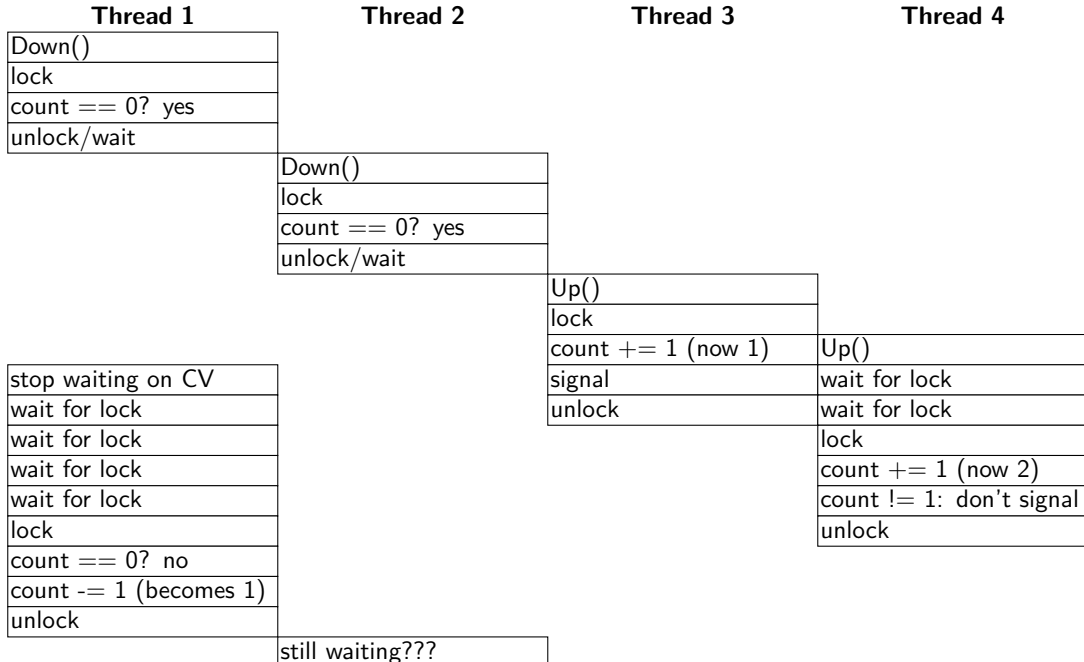 Thread 1 Thread 2 Thread 3 Thread 4
Down()
lock
count == 0? yes
unlock/wait
Down()
lock
count == 0? yes
unlock/wait
Up()
lock
count += 1 (now 1) Up()
stop waiting on CV signal wait for lock
wait for lock unlock wait for lock
wait for lock lock
wait for lock count += 1 (now 2)
wait for lock count != 1: don't signal
lock unlock
count == 0? no
count -= 1 (becomes 1)
unlock
still waiting???